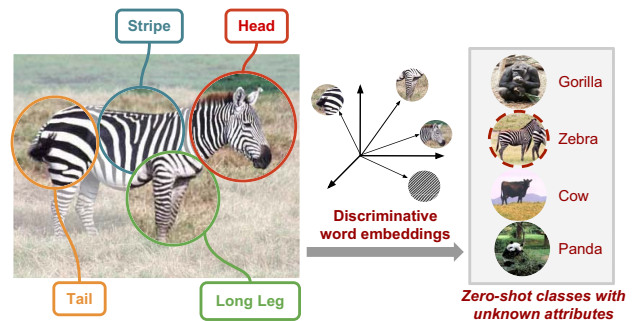 Stripe
Head
Tail
Long Leg
Discriminative
word embeddings
Gorilla
Zebra
Cow
Panda
Zero-shot classes with
unknown attributes